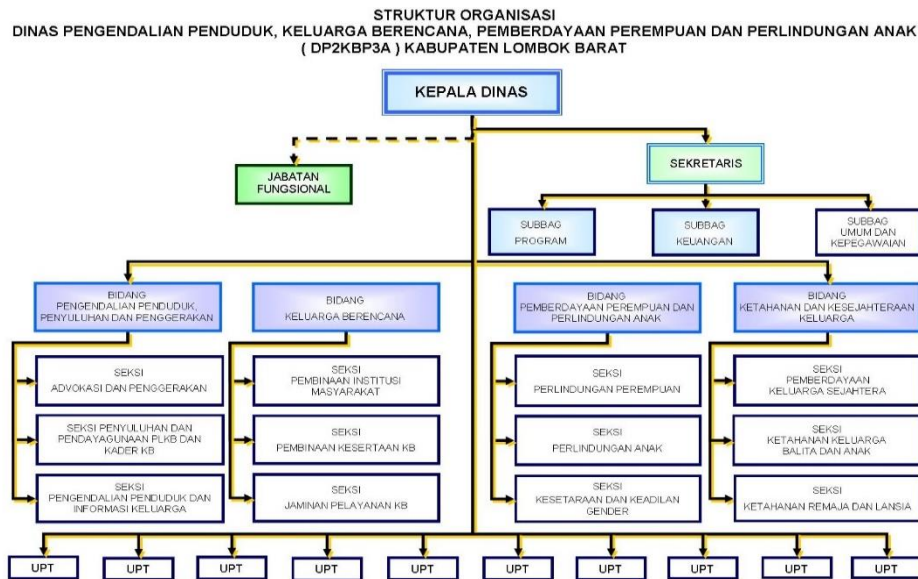 STRUKTUR ORGANISASI
DINAS PENGENDALIAN PENDUDUK, KELUARGA BERENCANA, PEMBERDAYAAN PEREMPUAN DAN PERLINDUNGAN ANAK
( DP2KBP3A ) KABUPATEN LOMBOK BARAT
KEPALA DINAS
JABATAN
FUNGSIONAL
SEKRETARIS
SUBBAG
PROGRAM
SUBBAG
KEUANGAN
SUBBAG
UMUM DAN
KEPEGAWAIAN
BIDANG
PENGENDALIAN PENDUDUK,
PENYULUHAN DAN PENGGERAKAN
BIDANG
KELUARGA BERENCANA
BIDANG
PEMBERDAYAAN PEREMPUAN DAN
PERLINDUNGAN ANAK
BIDANG
KETAHANAN DAN KESEJAHTERAAN
KELUARGA
SEKSI
ADVOKASI DAN PENGGERAKAN
SEKSI
PEMBINAAN INSTITUSI
MASYARAKAT
SEKSI
PERLINDUNGAN PEREMPUAN
SEKSI
PEMBERDAYAAN
KELUARGA SEJAHTERA
SEKSI PENYULUHAN DAN
PENDAYAGUNAAN PLKB DAN
KADER KB
SEKSI
PEMBINAAN KESERTAAN KB
SEKSI
PERLINDUNGAN ANAK
SEKSI
KETAHANAN KELUARGA
BALITA DAN ANAK
SEKSI
PENGENDALIAN PENDUDUK DAN
INFORMASI KELUARGA
SEKSI
JAMINAN PELAYANAN KB
SEKSI
KESETARAAN DAN KEADILAN
GENDER
SEKSI
KETAHANAN REMAJA DAN LANSIA
UPT
UPT
UPT
UPT
UPT
UPT
UPT
UPT
UPT
UPT